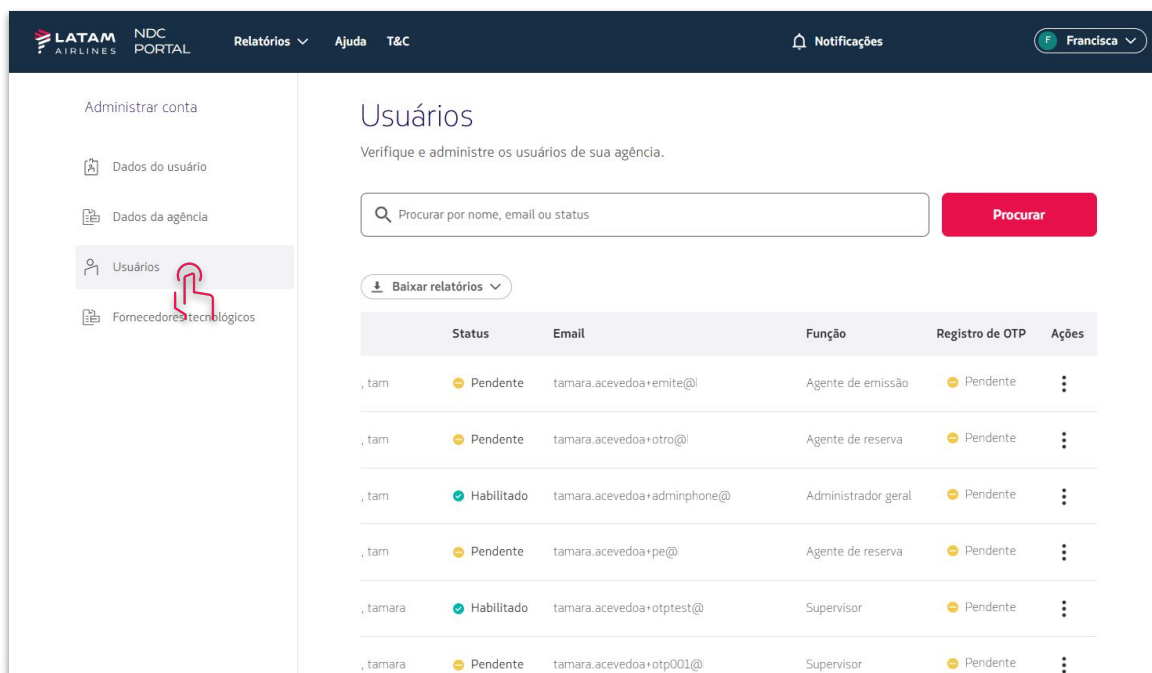 LATAM AIRLINES NDC PORTAL Relatórios Ajuda T&C Notificações F Francisca
Administrar conta
Dados do usuário
Dados da agência
Usuários
Fornecedores tecnológicos
Usuários
Verifique e administre os usuários de sua agência.
Procurar por nome, email ou status Procurar
Baixar relatórios
Status Email Função Registro de OTP Ações
, tam Pendente tamara.acevedoa+emite@ Agente de emissão Pendente
, tam Pendente tamara.acevedoa+otro@ Agente de reserva Pendente
, tam Habilitado tamara.acevedoa+adminphone@ Administrador geral Pendente
, tam Pendente tamara.acevedoa+pe@ Agente de reserva Pendente
, tamara Habilitado tamara.acevedoa+otptest@ Supervisor Pendente
, tamara Pendente tamara.acevedoa+otp001@ Supervisor Pendente